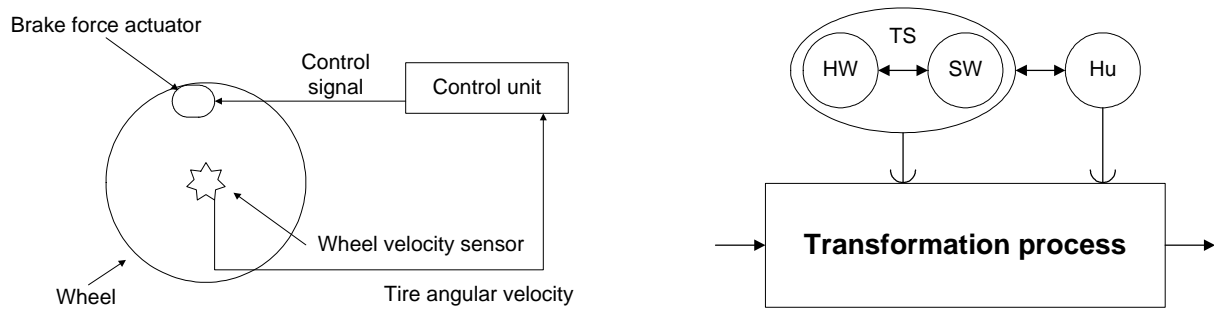 Brake force actuator
Control
signal
Control unit
Wheel velocity sensor
Wheel
Tire angular velocity
TS
HW
SW
Hu
Transformation process